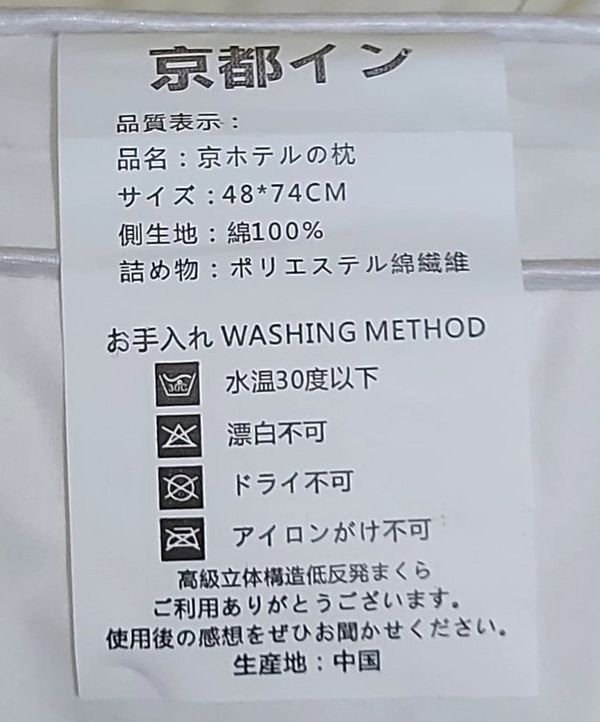 京都イン
品質表示：
品名：京ホテルの枕
サイズ：48*74CM
側生地：綿100%
詰め物：ポリエステル綿繊維
お手入れ WASHING METHOD
30C 水温30度以下
漂白不可
ドライ不可
アイロンがけ不可
高級立体構造低反発まくら
ご利用ありがとうございます。
使用後の感想をぜひお聞かせください。
生産地：中国